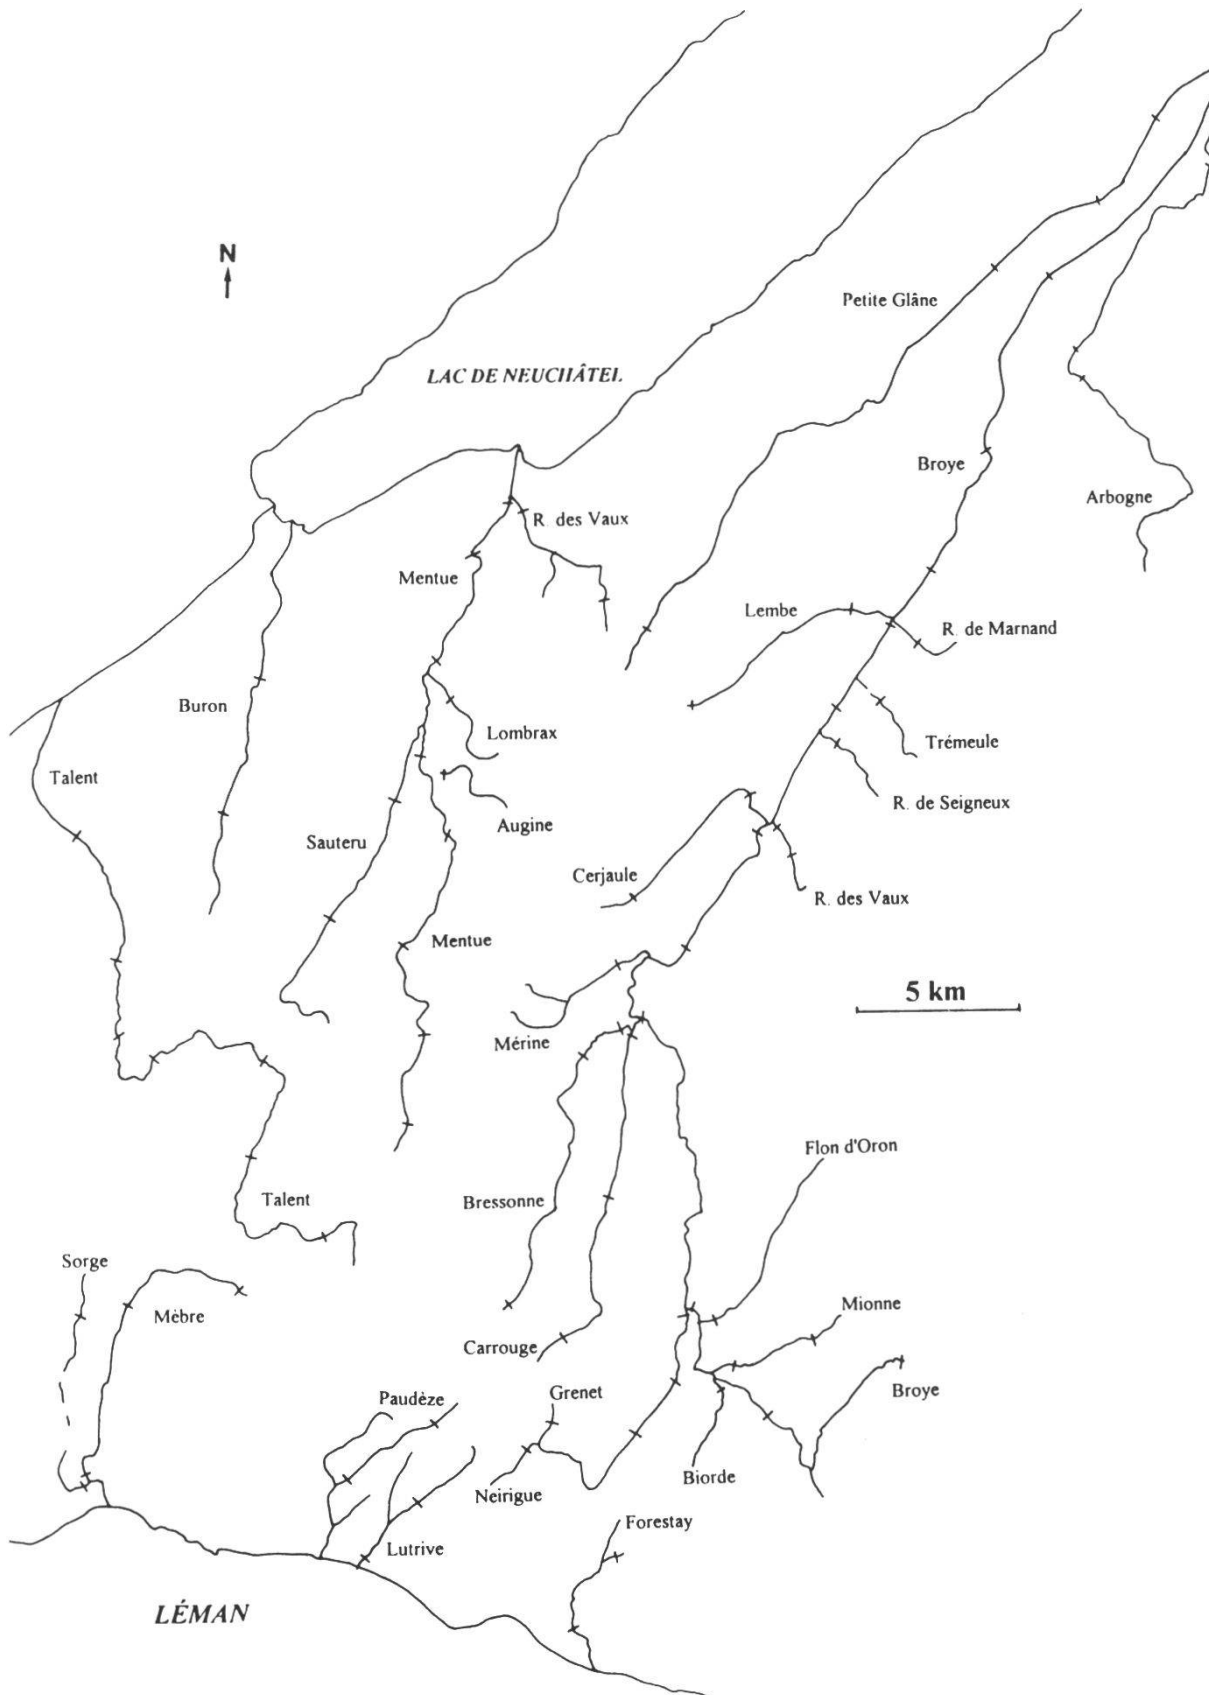 N
Petite Glâne
LAC DE NEUCHÂTEL
Broye
Arbogne
R. des Vaux
Mentue
Lembe
R. de Marnand
Buron
Lombrax
Trémeule
Talent
R. de Seigneux
Augine
Sauteru
Cerjaule
R. des Vaux
Mentue
5 km
Mérine
Flon d'Oron
Bressonne
Talent
Sorge
Mionne
Mèbre
Carrouge
Broye
Paudèze
Grenet
Biorde
Neirigue
Forestay
Lutrive
LÉMAN